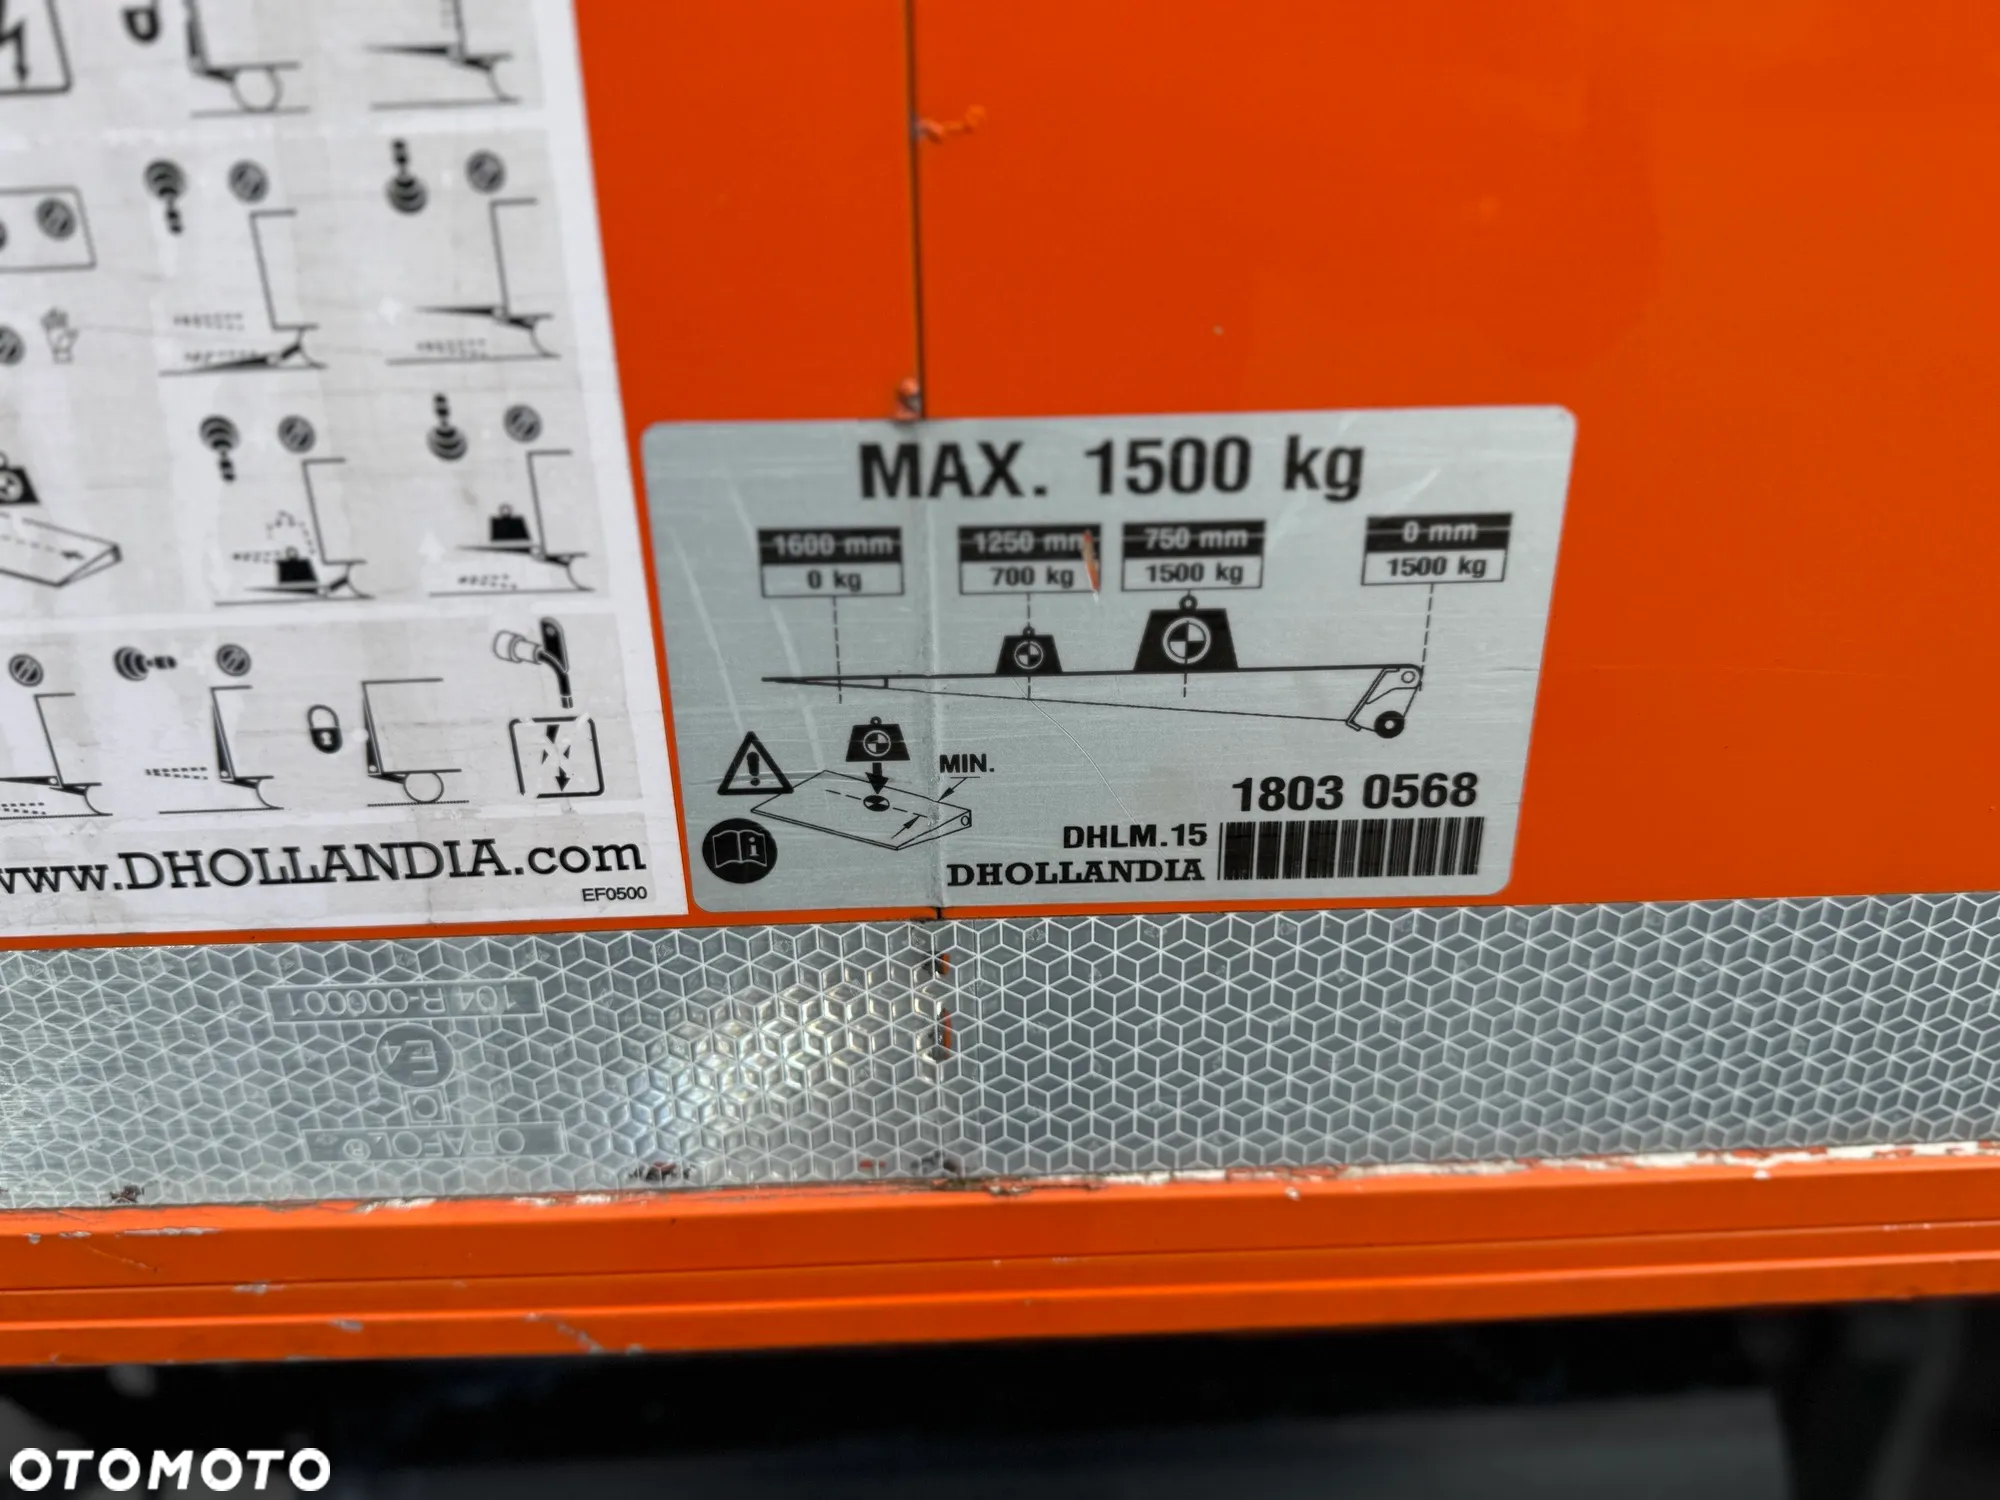 MAX. 1500 kg
1600 mm
0 kg
1250 mm
700 kg
750 mm
1500 kg
0 mm
1500 kg
MIN.
1803 0568
DHLM.15
DHOLLANDIA
www.DHOLLANDIA.com
EF0500
104 R-000001
E4
C
ORAFOL ®
OTOMOTO